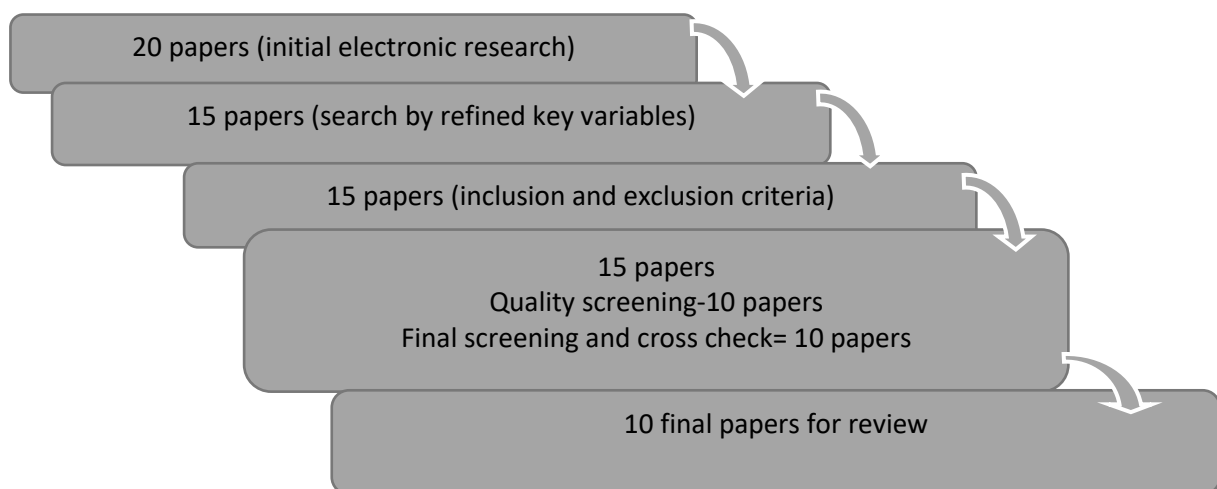 20 papers (initial electronic research)
15 papers (search by refined key variables)
15 papers (inclusion and exclusion criteria)
15 papers
Quality screening-10 papers
Final screening and cross check= 10 papers
10 final papers for review